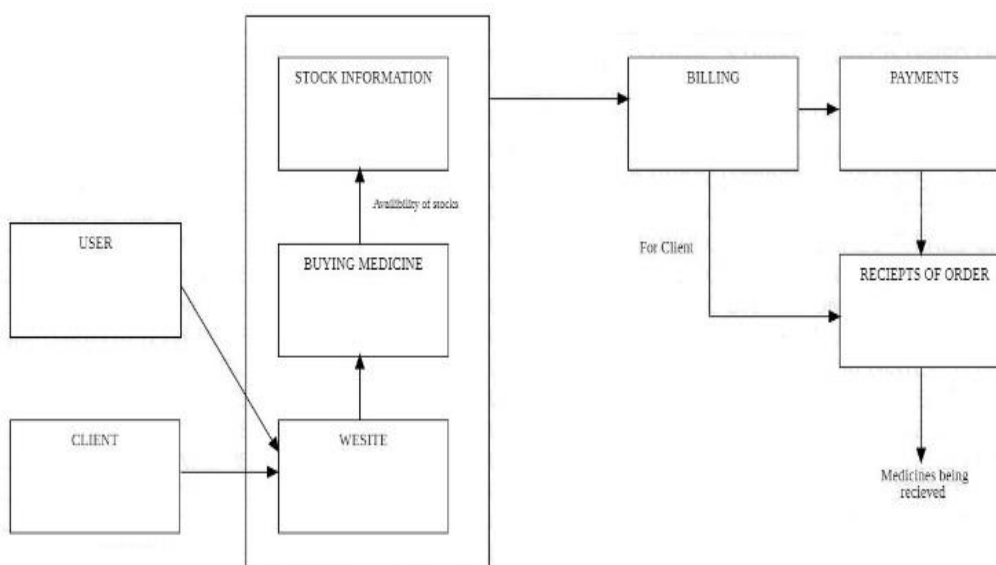 STOCK INFORMATION
BILLING
PAYMENTS
Availibility of stocks
USER
For Client
BUYING MEDICINE
RECIEPTS OF ORDER
CLIENT
WESITE
Medicines being
recieved